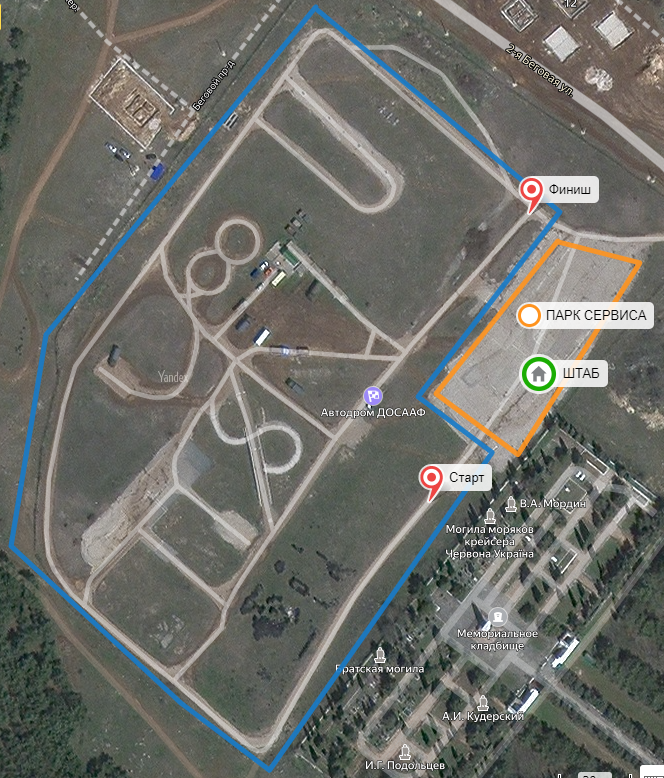 12
2-я Беговая ул.
Беговой пр-д
Финиш
ПАРК СЕРВИСА
ШТАБ
Yandex
Автодром ДОСААФ
Старт
В.А. Мордин
Могила моряков
крейсера
Червона Україна
Мемориальное
кладбище
Братская могила
А.И. Кудерский
И.Г. Подольцев